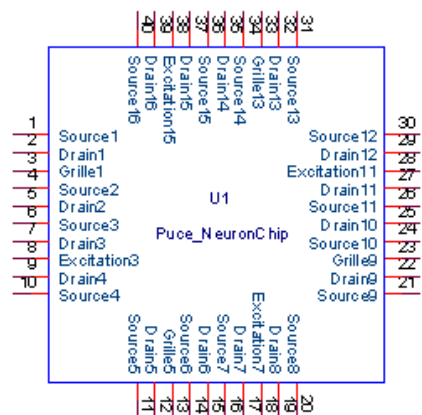 40
39
38
37
36
35
34
33
32
31
Source16
Drain16
Excitation15
Drain15
Source15
Drain14
Source14
Grille13
Drain13
Source13
1
Source1
2
Drain1
3
Grille1
4
Source2
5
Drain2
6
Source3
7
Drain3
8
Excitation3
9
Drain4
10
Source4
U1
Puce_NeuronChip
30
Source12
29
Drain12
28
Excitation11
27
Drain11
26
Source11
25
Drain10
24
Source10
23
Grille9
22
Drain9
21
Source9
Source5
Drain5
Grille5
Source6
Drain6
Source7
Drain7
Excitation7
Drain8
Source8
11
12
13
14
15
16
17
18
19
20